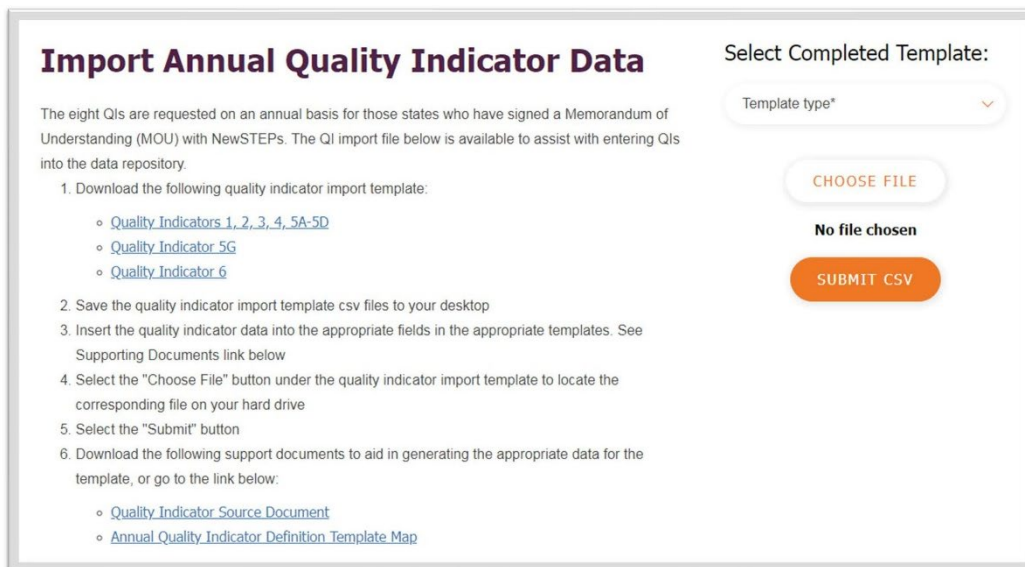 Import Annual Quality Indicator Data
The eight QIs are requested on an annual basis for those states who have signed a Memorandum of
Understanding (MOU) with NewSTEPs. The QI import file below is available to assist with entering QIs
into the data repository.
1. Download the following quality indicator import template:
Quality Indicators 1, 2, 3, 4, 5A-5D
Quality Indicator 5G
Quality Indicator 6
2. Save the quality indicator import template csv files to your desktop
3. Insert the quality indicator data into the appropriate fields in the appropriate templates. See
Supporting Documents link below
4. Select the "Choose File" button under the quality indicator import template to locate the
corresponding file on your hard drive
5. Select the "Submit" button
6. Download the following support documents to aid in generating the appropriate data for the
template, or go to the link below:
Quality Indicator Source Document
Annual Quality Indicator Definition Template Map
Select Completed Template:
Template type*
CHOOSE FILE
No file chosen
SUBMIT CSV